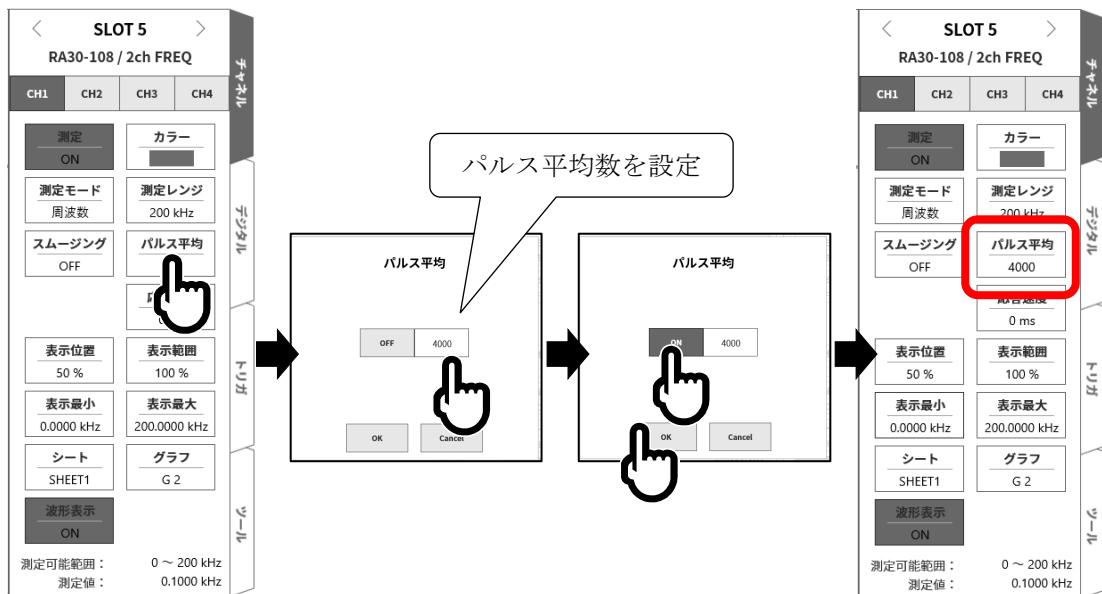 SLOT 5
RA30-108 / 2ch FREQ
CH1 CH2 CH3 CH4
測定 カラー
ON
測定モード 測定レンジ
周波数 200 kHz
スムージング パルス平均
OFF
表示位置 表示範囲
50 % 100 %
表示最小 表示最大
0.0000 kHz 200.0000 kHz
シート グラフ
SHEET1 G 2
波形表示
ON
測定可能範囲： 0 ～ 200 kHz
測定値： 0.1000 kHz
チャネル
デジタル
トリガ
ツール
パルス平均数を設定
パルス平均
OFF 4000
OK Cancel
パルス平均
ON 4000
OK Cancel
SLOT 5
RA30-108 / 2ch FREQ
CH1 CH2 CH3 CH4
測定 カラー
ON
測定モード 測定レンジ
周波数 200 kHz
スムージング パルス平均
OFF 4000
応答速度
0 ms
表示位置 表示範囲
50 % 100 %
表示最小 表示最大
0.0000 kHz 200.0000 kHz
シート グラフ
SHEET1 G 2
波形表示
ON
測定可能範囲： 0 ～ 200 kHz
測定値： 0.1000 kHz
チャネル
デジタル
トリガ
ツール